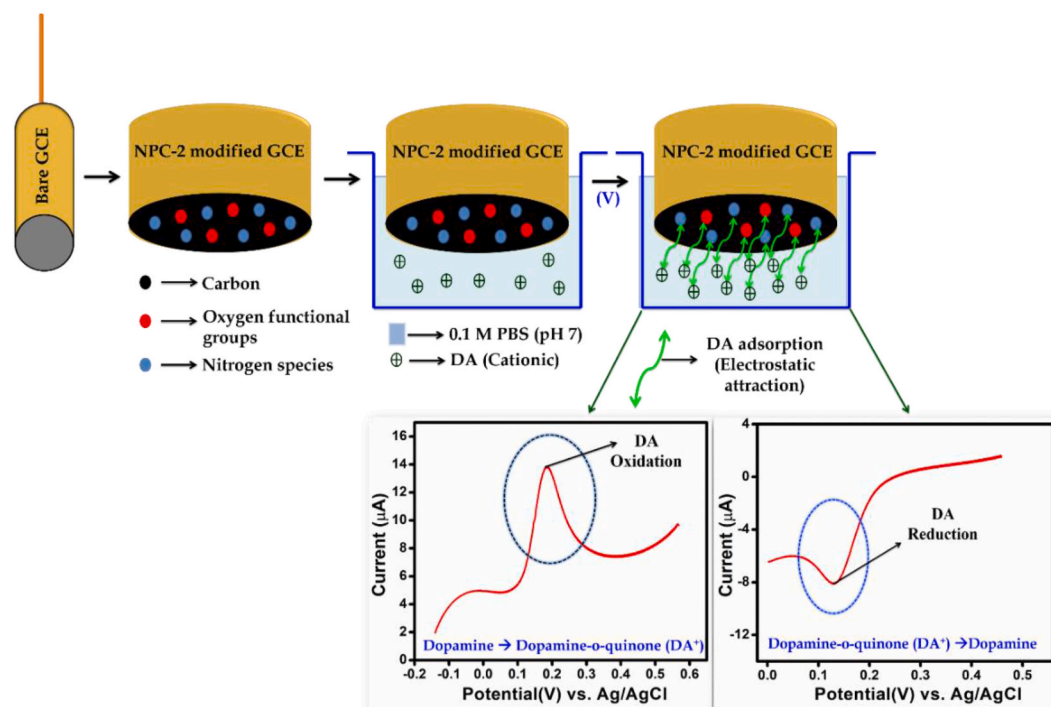 Bare GCE
NPC-2 modified GCE
NPC-2 modified GCE
(V)
NPC-2 modified GCE
Carbon
Oxygen functional
groups
Nitrogen species
0.1 M PBS (pH 7)
DA (Cationic)
DA adsorption
(Electrostatic
attraction)
16
14
12
10
8
6
4
2
0
Current (μA)
DA
Oxidation
Dopamine → Dopamine-o-quinone (DA⁺)
-0.2 -0.1 0.0 0.1 0.2 0.3 0.4 0.5 0.6
Potential(V) vs. Ag/AgCl
4
0
-4
-8
-12
Current (μA)
DA
Reduction
Dopamine-o-quinone (DA⁺) →Dopamine
0.0 0.1 0.2 0.3 0.4 0.5
Potential(V) vs. Ag/AgCl